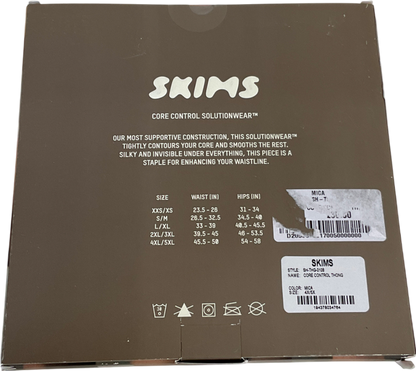 SKIMS
CORE CONTROL SOLUTIONWEAR™
OUR MOST SUPPORTIVE CONSTRUCTION, THIS SOLUTIONWEAR™
TIGHTLY CONTOURS YOUR CORE AND SMOOTHS THE REST.
SILKY AND INVISIBLE UNDER EVERYTHING, THIS PIECE IS A
STAPLE FOR ENHANCING YOUR WAISTLINE.
SIZE WAIST (IN) HIPS (IN)
XXS/XS 23.5 - 26 31 - 34
S/M 28.5 - 32.5 34.5 - 40
L/XL 33 - 39 40.5 - 45.5
2XL/3XL 39.5 - 45 46 - 53.5
4XL/5XL 45.5 - 50 54 - 58
MICA
SKIMS
STYLE: SH-THG-0128
NAME: CORE CONTROL THONG
COLOR: MICA
SIZE: 4X/5X